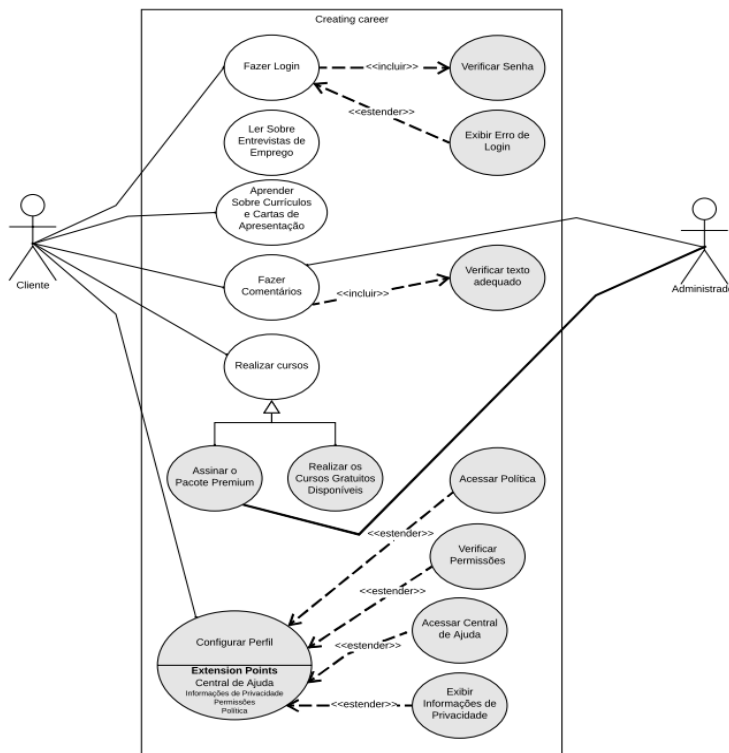 Creating career
Fazer Login
<<incluir>>
Verificar Senha
<<estender>>
Ler Sobre
Entrevistas de
Emprego
Exibir Erro de
Login
Aprender
Sobre Currículos
e Cartas de
Apresentação
Cliente
Fazer
Comentários
<<incluir>>
Verificar texto
adequado
Administrado
Realizar cursos
Assinar o
Pacote Premium
Realizar os
Cursos Gratuitos
Disponíveis
Acessar Política
<<estender>>
Verificar
Permissões
<<estender>>
Acessar Central
de Ajuda
<<estender>>
Configurar Perfil
Extension Points
Central de Ajuda
Informações de Privacidade
Permissões
Política
<<estender>>
Exibir
Informações de
Privacidade